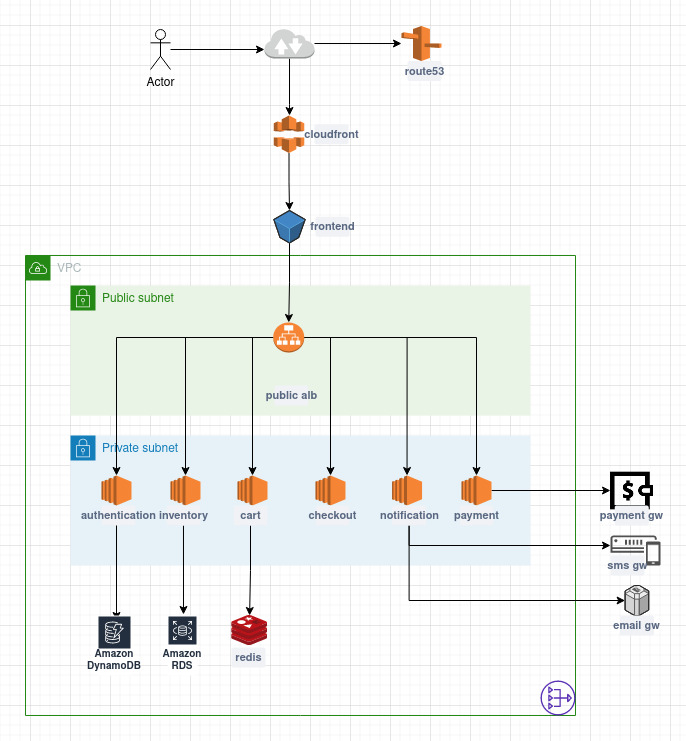 Actor
route53
cloudfront
frontend
VPC
Public subnet
public alb
Private subnet
authentication
inventory
cart
checkout
notification
payment
payment gw
sms gw
email gw
Amazon
DynamoDB
Amazon
RDS
redis
$